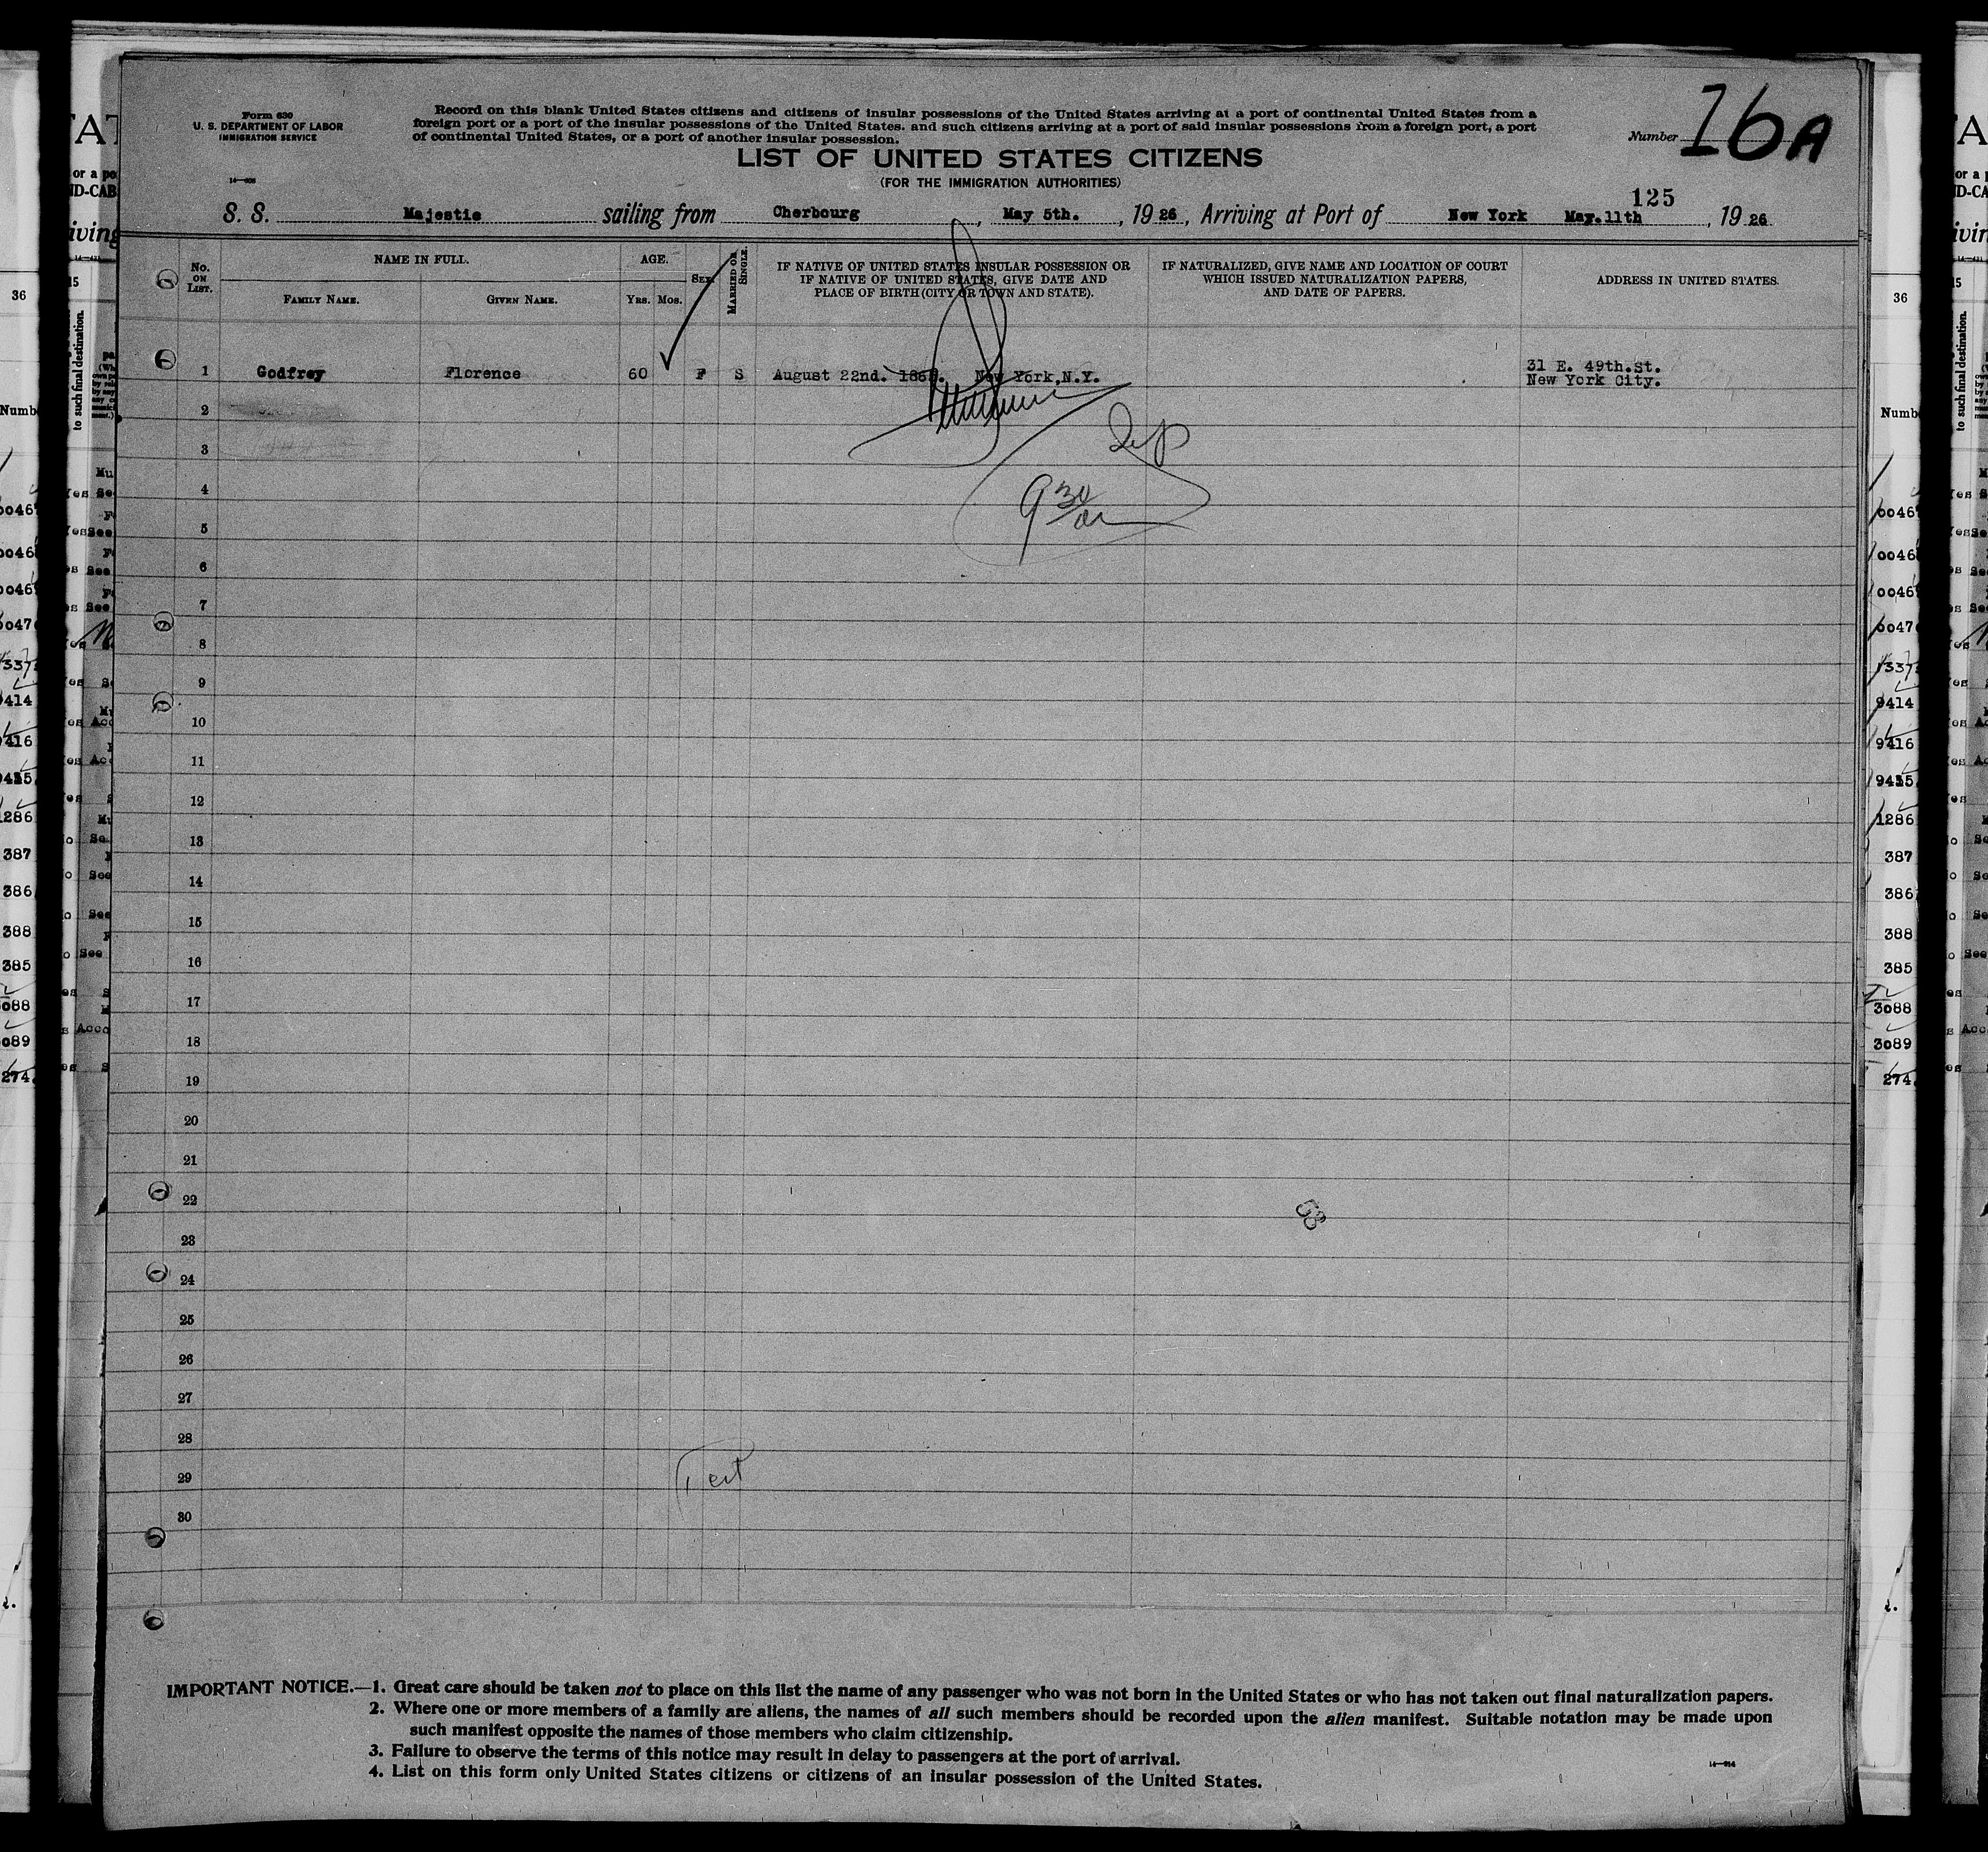 Form 630
U. S. DEPARTMENT OF LABOR
IMMIGRATION SERVICE
Record on this blank United States citizens and citizens of insular possessions of the United States arriving at a port of continental United States from a
foreign port or a port of the insular possessions of the United States. and such citizens arriving at a port of said insular possessions from a foreign port, a port
of continental United States, or a port of another insular possession.
Number 16A
LIST OF UNITED STATES CITIZENS
(FOR THE IMMIGRATION AUTHORITIES)
125
S. S. Majestic sailing from Cherbourg, May 5th., 1926, Arriving at Port of New York May.11th, 1926
No. ON LIST.
NAME IN FULL.
FAMILY NAME. GIVEN NAME.
AGE.
Yrs. Mos.
SEX.
MARRIED OR SINGLE.
IF NATIVE OF UNITED STATES INSULAR POSSESSION OR
IF NATIVE OF UNITED STATES, GIVE DATE AND
PLACE OF BIRTH (CITY OR TOWN AND STATE).
IF NATURALIZED, GIVE NAME AND LOCATION OF COURT
WHICH ISSUED NATURALIZATION PAPERS,
AND DATE OF PAPERS.
ADDRESS IN UNITED STATES.
1 Godfrey Florence 60 F S August 22nd. New York,N.Y. 31 E. 49th.St.
New York City.
2
3
4
5
6
7
8
9
10
11
12
13
14
15
16
17
18
19
20
21
22
58
23
24
25
26
27
28
29
30
IMPORTANT NOTICE.—1. Great care should be taken not to place on this list the name of any passenger who was not born in the United States or who has not taken out final naturalization papers.
2. Where one or more members of a family are aliens, the names of all such members should be recorded upon the alien manifest. Suitable notation may be made upon
such manifest opposite the names of those members who claim citizenship.
3. Failure to observe the terms of this notice may result in delay to passengers at the port of arrival.
4. List on this form only United States citizens or citizens of an insular possession of the United States.
14—914
36
Numb
9414
9416
387
386
388
385
3088
3089
274